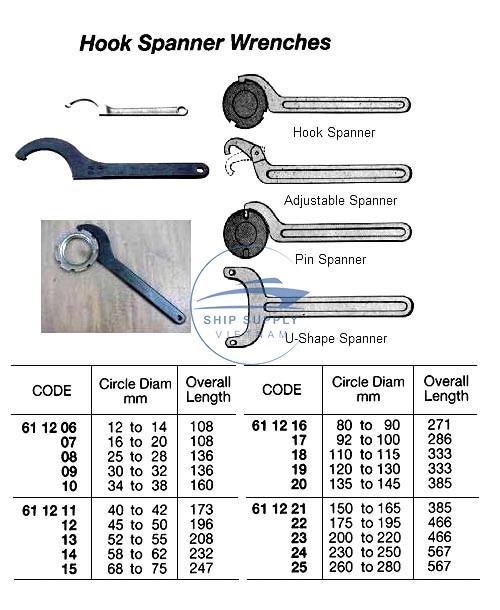 Hook Spanner Wrenches
Hook Spanner
Adjustable Spanner
Pin Spanner
SHIP SUPPLY
VIETNAM
U-Shape Spanner
CODE Circle Diam mm Overall Length
61 12 06 12 to 14 108
07 16 to 20 108
08 25 to 28 136
09 30 to 32 136
10 34 to 38 160
61 12 11 40 to 42 173
12 45 to 50 196
13 52 to 55 208
14 58 to 62 232
15 68 to 75 247
CODE Circle Diam mm Overall Length
61 12 16 80 to 90 271
17 92 to 100 286
18 110 to 115 333
19 120 to 130 333
20 135 to 145 385
61 12 21 150 to 165 385
22 175 to 195 466
23 200 to 220 466
24 230 to 250 567
25 260 to 280 567